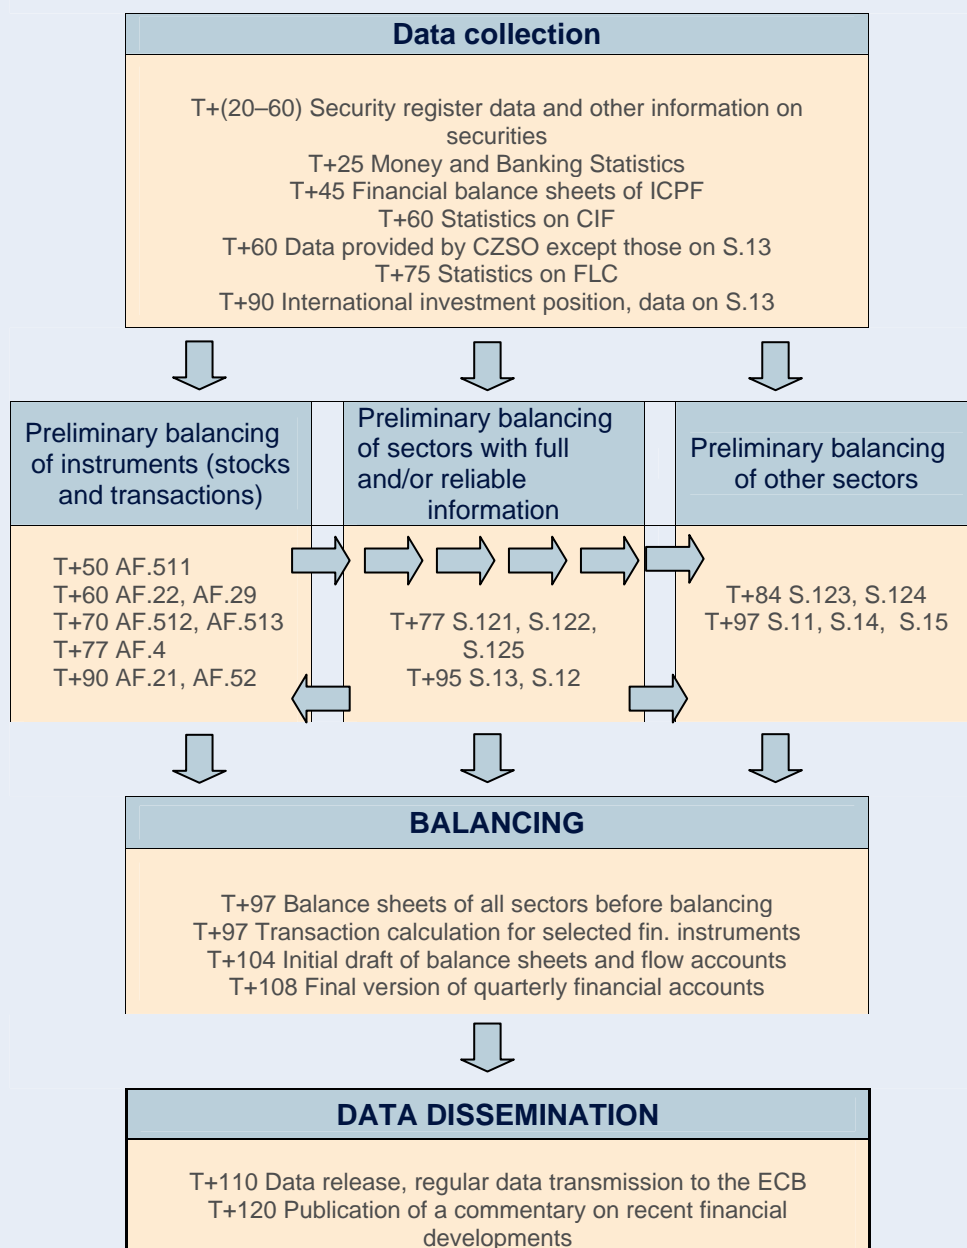 Data collection
T+(20–60) Security register data and other information on
securities
T+25 Money and Banking Statistics
T+45 Financial balance sheets of ICPF
T+60 Statistics on CIF
T+60 Data provided by CZSO except those on S.13
T+75 Statistics on FLC
T+90 International investment position, data on S.13
Preliminary balancing
of instruments (stocks
and transactions)
T+50 AF.511
T+60 AF.22, AF.29
T+70 AF.512, AF.513
T+77 AF.4
T+90 AF.21, AF.52
Preliminary balancing
of sectors with full
and/or reliable
information
T+77 S.121, S.122,
S.125
T+95 S.13, S.12
Preliminary balancing
of other sectors
T+84 S.123, S.124
T+97 S.11, S.14, S.15
BALANCING
T+97 Balance sheets of all sectors before balancing
T+97 Transaction calculation for selected fin. instruments
T+104 Initial draft of balance sheets and flow accounts
T+108 Final version of quarterly financial accounts
DATA DISSEMINATION
T+110 Data release, regular data transmission to the ECB
T+120 Publication of a commentary on recent financial
developments